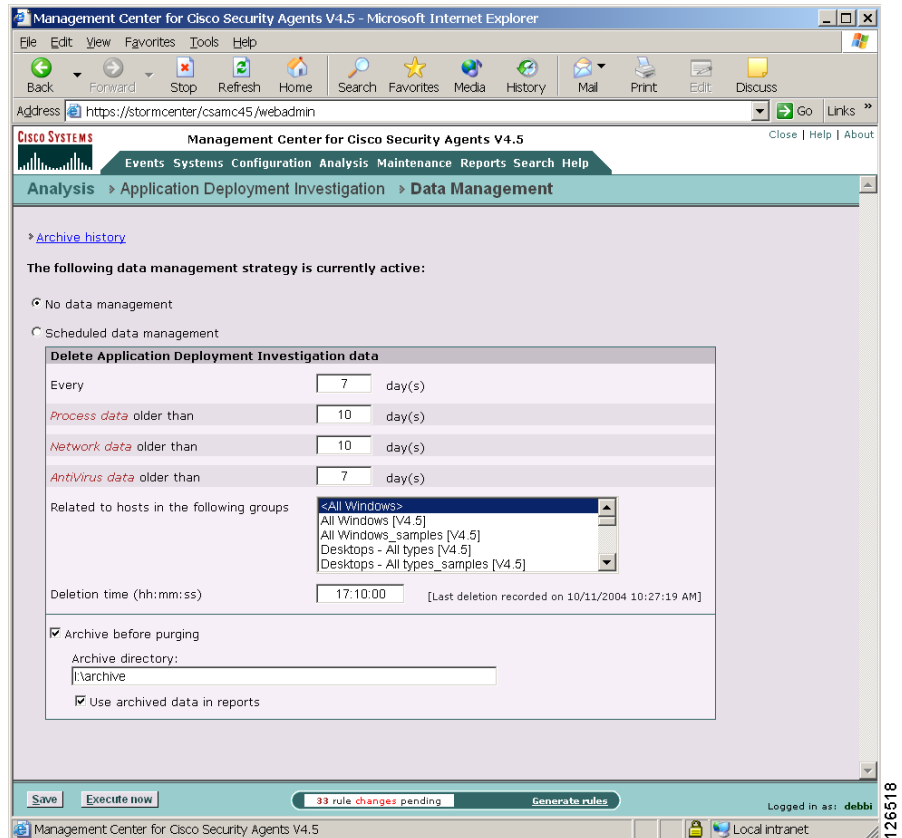 Management Center for Cisco Security Agents V4.5 - Microsoft Internet Explorer
File Edit View Favorites Tools Help
Back Forward Stop Refresh Home Search Favorites Media History Mail Print Edit Discuss
Address https://stormcenter/csamc45/webadmin Go Links »
CISCO SYSTEMS Management Center for Cisco Security Agents V4.5 Close | Help | About
Events Systems Configuration Analysis Maintenance Reports Search Help
Analysis > Application Deployment Investigation > Data Management
Archive history
The following data management strategy is currently active:
No data management
Scheduled data management
Delete Application Deployment Investigation data
Every 7 day(s)
Process data older than 10 day(s)
Network data older than 10 day(s)
AntiVirus data older than 7 day(s)
Related to hosts in the following groups <All Windows>
All Windows [V4.5]
All Windows_samples [V4.5]
Desktops - All types [V4.5]
Desktops - All types_samples [V4.5]
Deletion time (hh:mm:ss) 17:10:00 [Last deletion recorded on 10/11/2004 10:27:19 AM]
Archive before purging
Archive directory:
I:\archive
Use archived data in reports
Save Execute now 33 rule changes pending Generate rules Logged in as: debbi
Management Center for Cisco Security Agents V4.5 Local intranet
126518